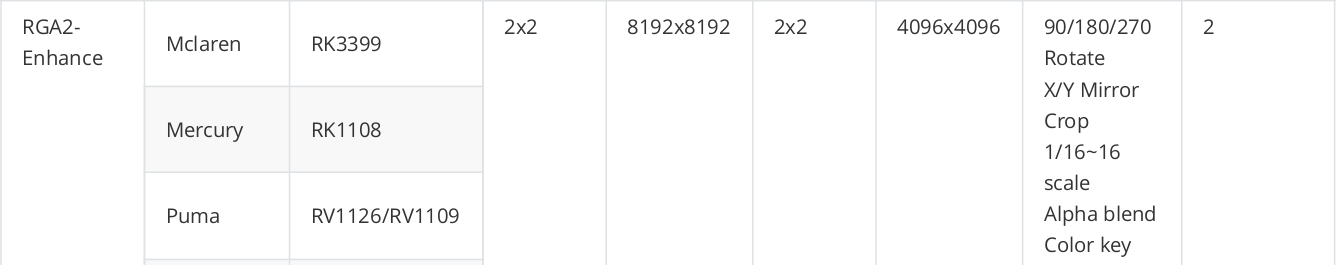 RGA2-
Enhance
Mclaren
RK3399
2x2
8192x8192
2x2
4096x4096
90/180/270
Rotate
X/Y Mirror
Crop
1/16~16
scale
Alpha blend
Color key
2
Mercury
RK1108
Puma
RV1126/RV1109